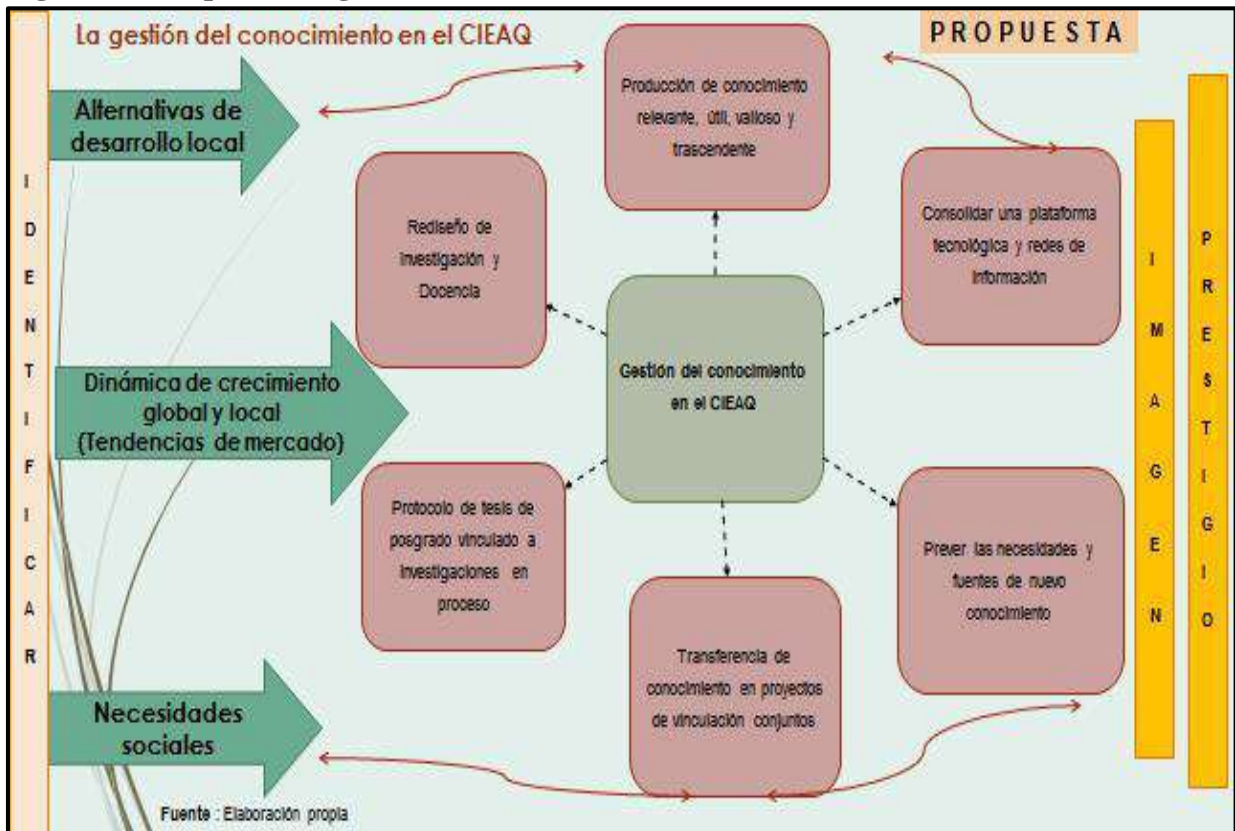 La gestión del conocimiento en el CIEAQ
PROPUESTA
IDENTIFICAR
Alternativas de
desarrollo local
Dinámica de crecimiento
global y local
(Tendencias de mercado)
Necesidades
sociales
Producción de conocimiento
relevante, útil, valioso y
trascendente
Rediseño de
Investigación y
Docencia
Consolidar una plataforma
tecnológica y redes de
información
Gestión del conocimiento
en el CIEAQ
Protocolo de tesis de
posgrado vinculado a
investigaciones en
proceso
Prever las necesidades y
fuentes de nuevo
conocimiento
Transferencia de
conocimiento en proyectos
de vinculación conjuntos
IMAGEN
PRESTIGIO
Fuente : Elaboración propia